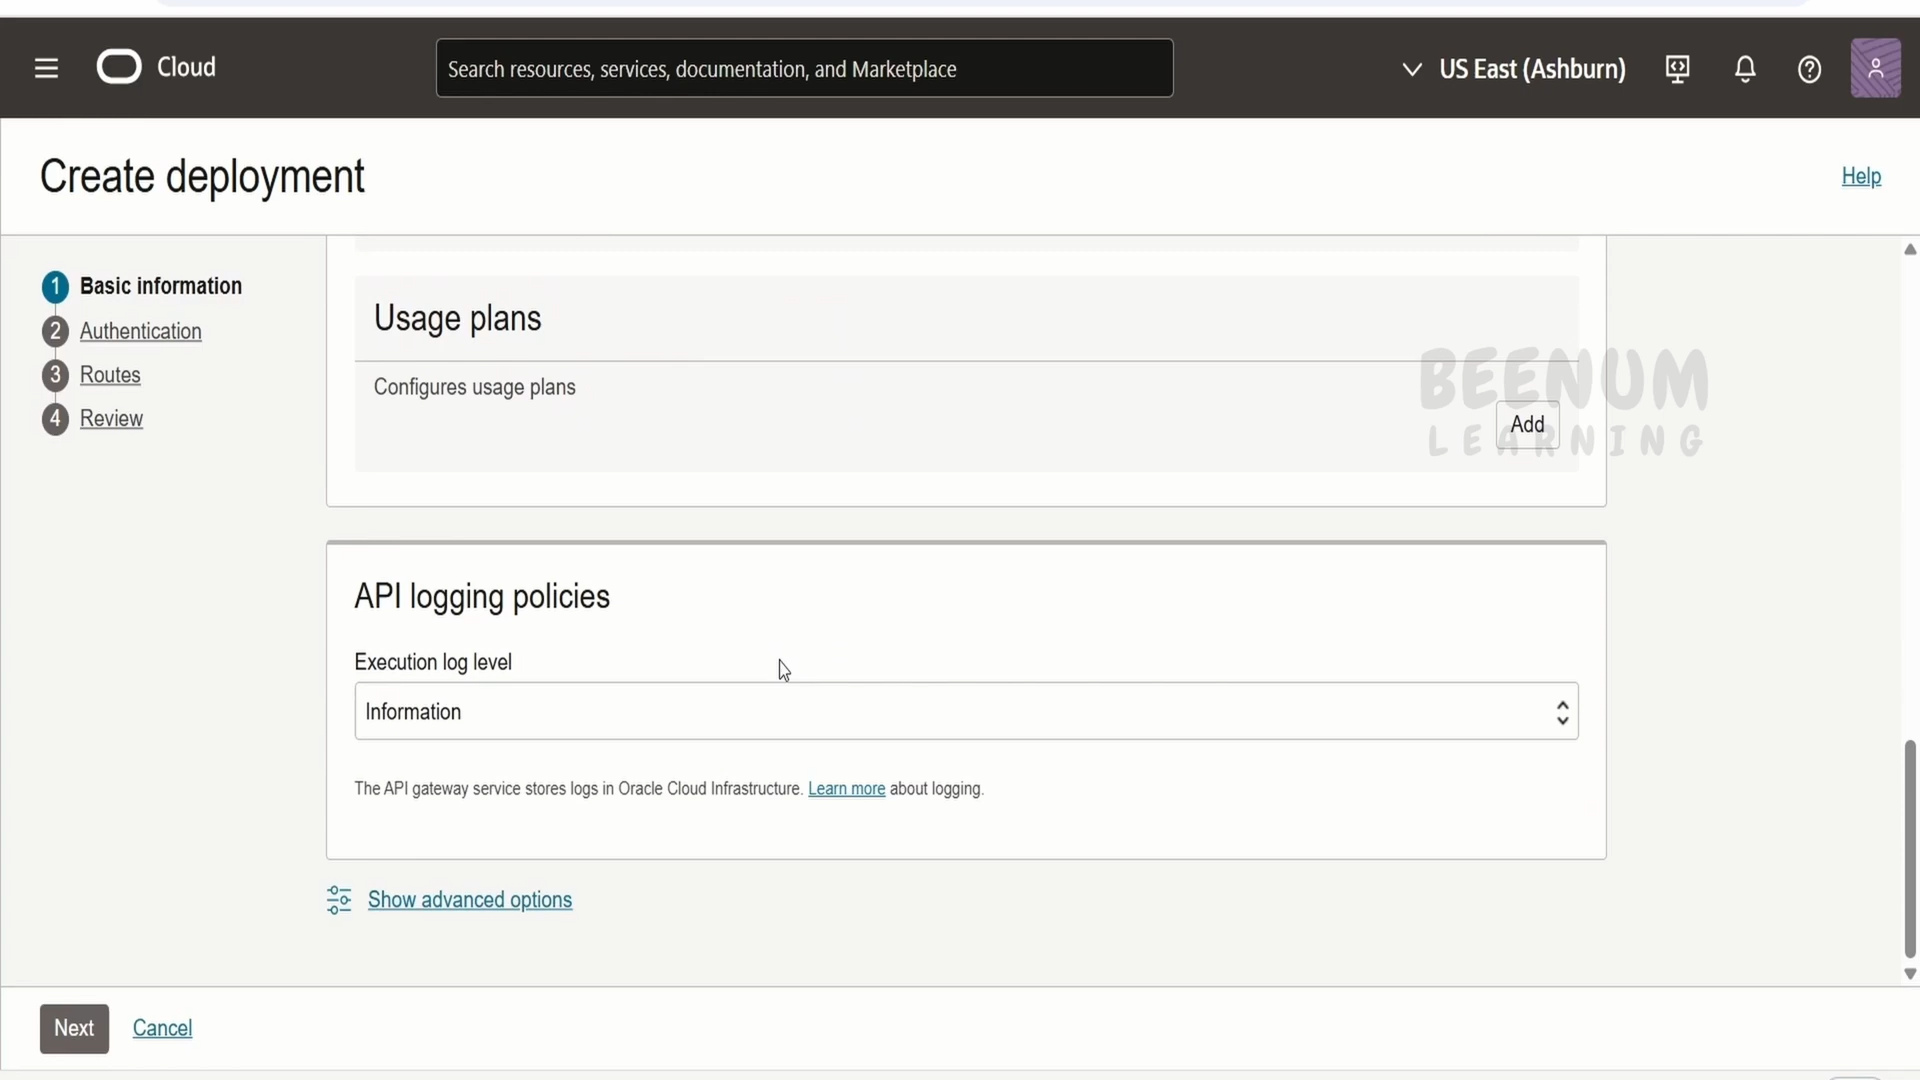 Cloud
Search resources, services, documentation, and Marketplace
US East (Ashburn)
Create deployment
Help
1 Basic information
2 Authentication
3 Routes
4 Review
Usage plans
Configures usage plans
Add
BEENUM
LEARNING
API logging policies
Execution log level
Information
The API gateway service stores logs in Oracle Cloud Infrastructure. Learn more about logging.
Show advanced options
Next
Cancel